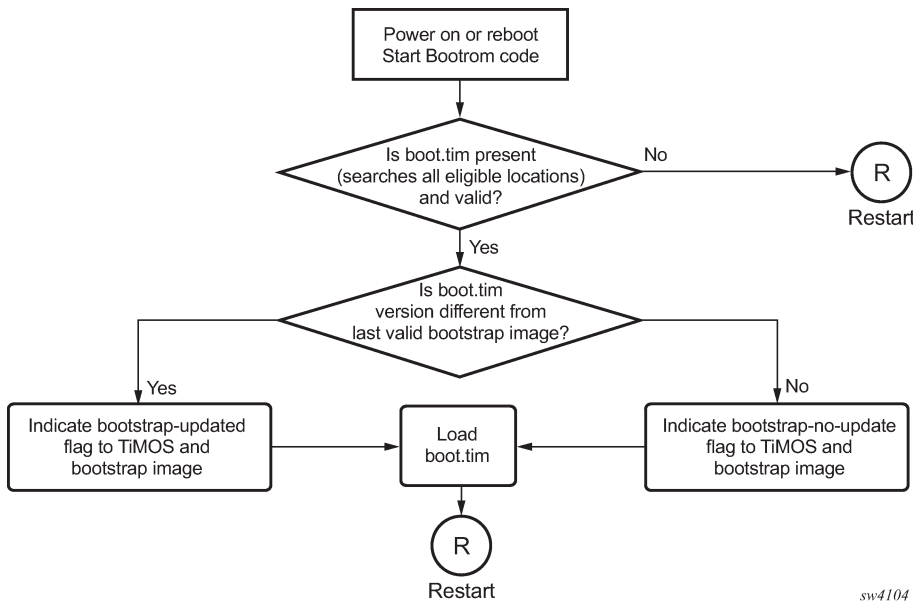 Power on or reboot
Start Bootrom code
Is boot.tim present
(searches all eligible locations)
and valid?
No
R
Restart
Yes
Is boot.tim
version different from
last valid bootstrap image?
Yes
No
Indicate bootstrap-updated
flag to TiMOS and
bootstrap image
Load
boot.tim
Indicate bootstrap-no-update
flag to TiMOS and
bootstrap image
R
Restart
sw4104